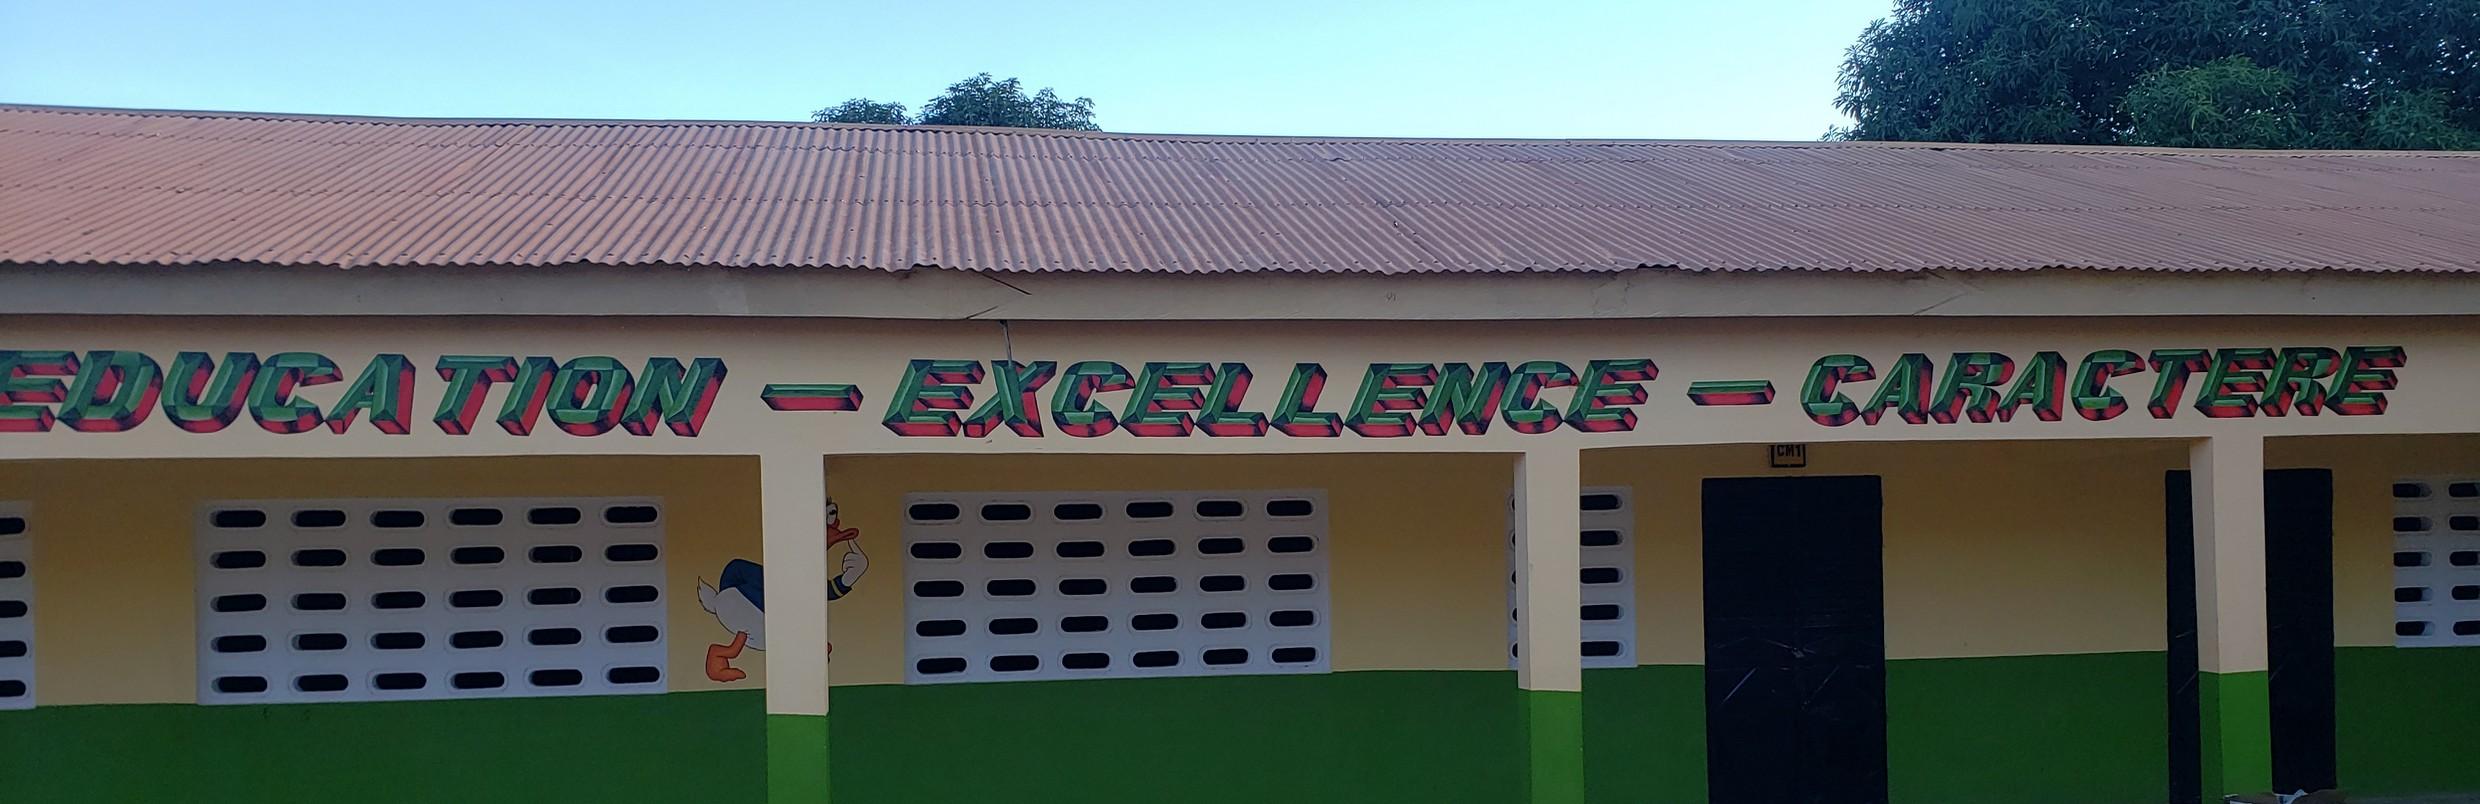 EDUCATION - EXCELLENCE - CARACTERE
CM1